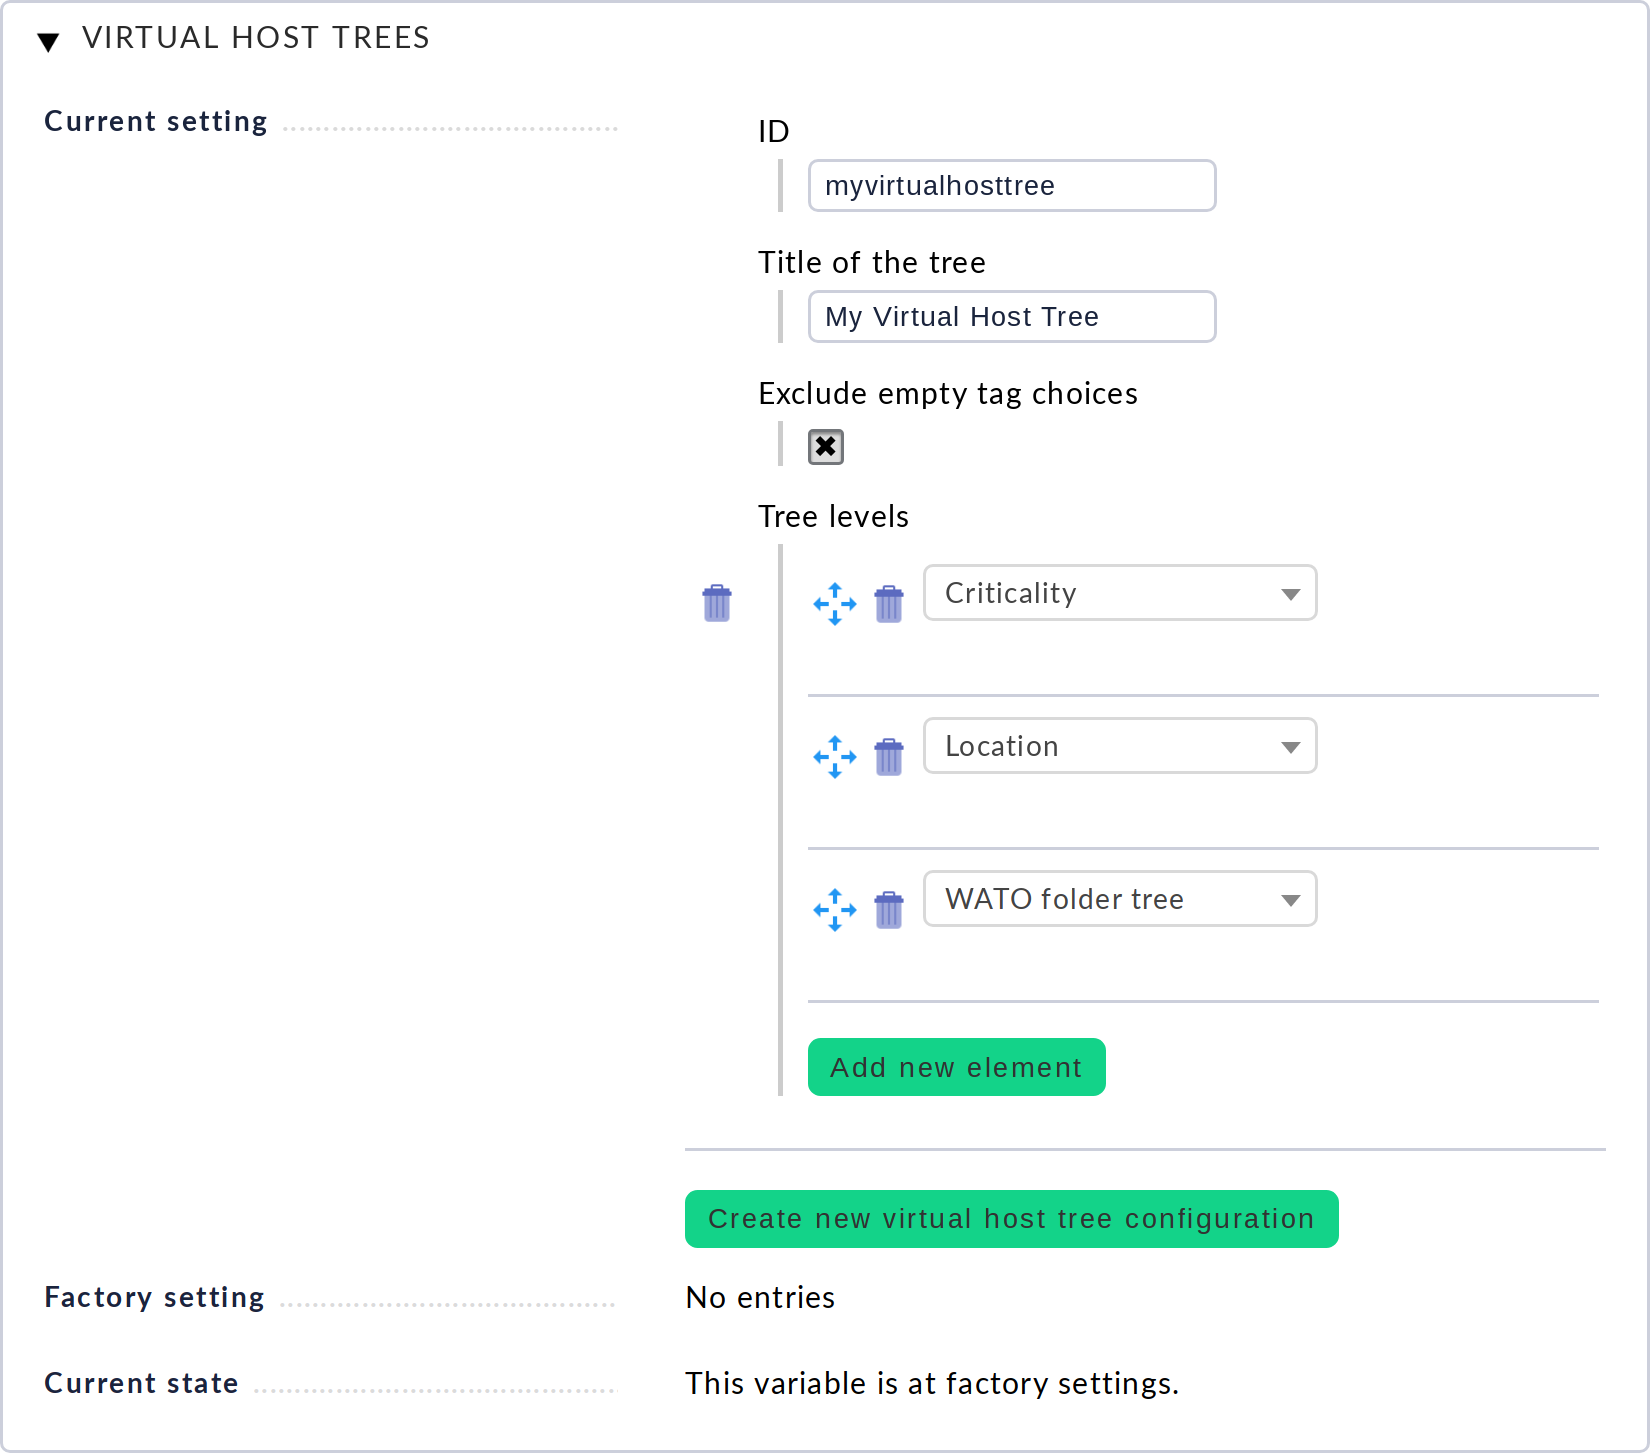 VIRTUAL HOST TREES
Current setting
ID
myvirtualhosttree
Title of the tree
My Virtual Host Tree
Exclude empty tag choices
Tree levels
Criticality
Location
WATO folder tree
Add new element
Create new virtual host tree configuration
Factory setting No entries
Current state This variable is at factory settings.